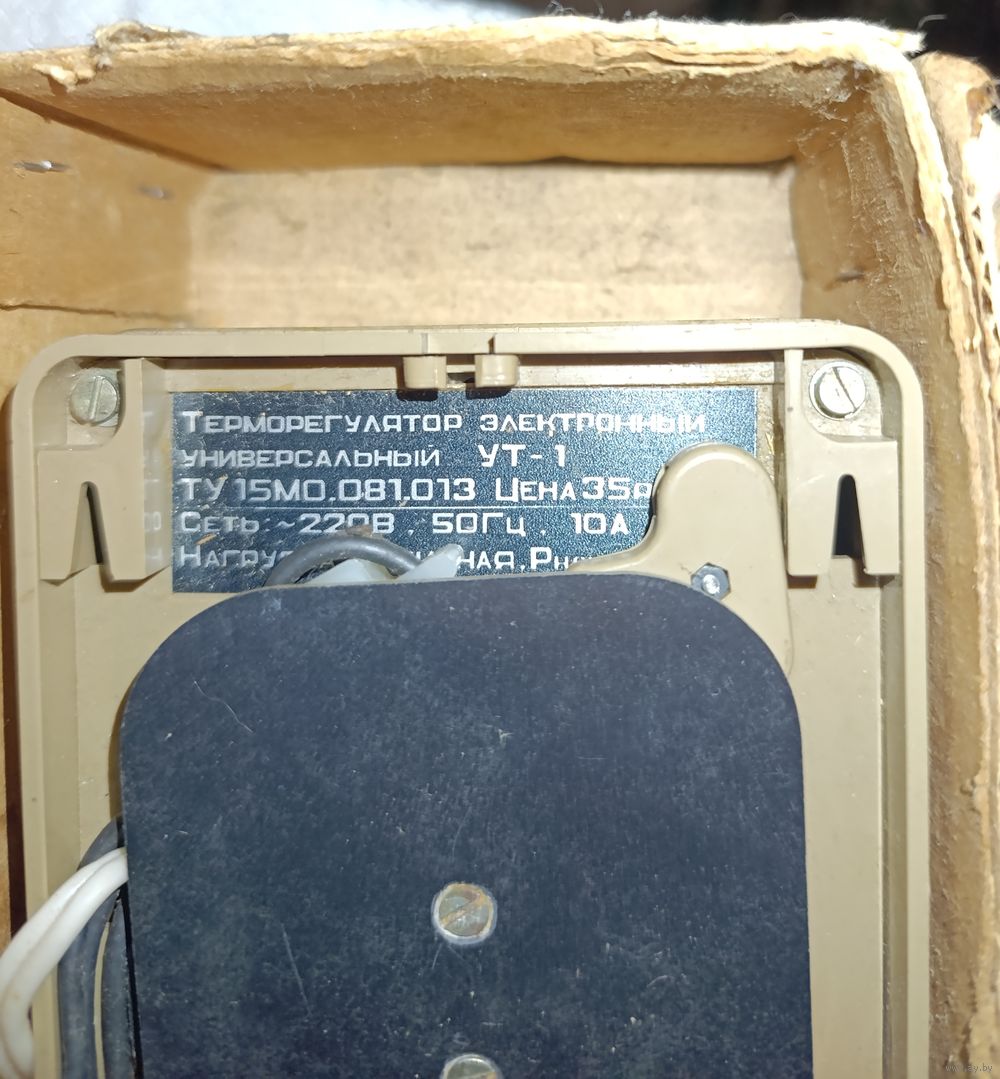 Терморегулятор электронный
универсальный УТ-1
ТУ 15МО.081.013 Цена 35
Сеть: ~220В . 50Гц . 10А